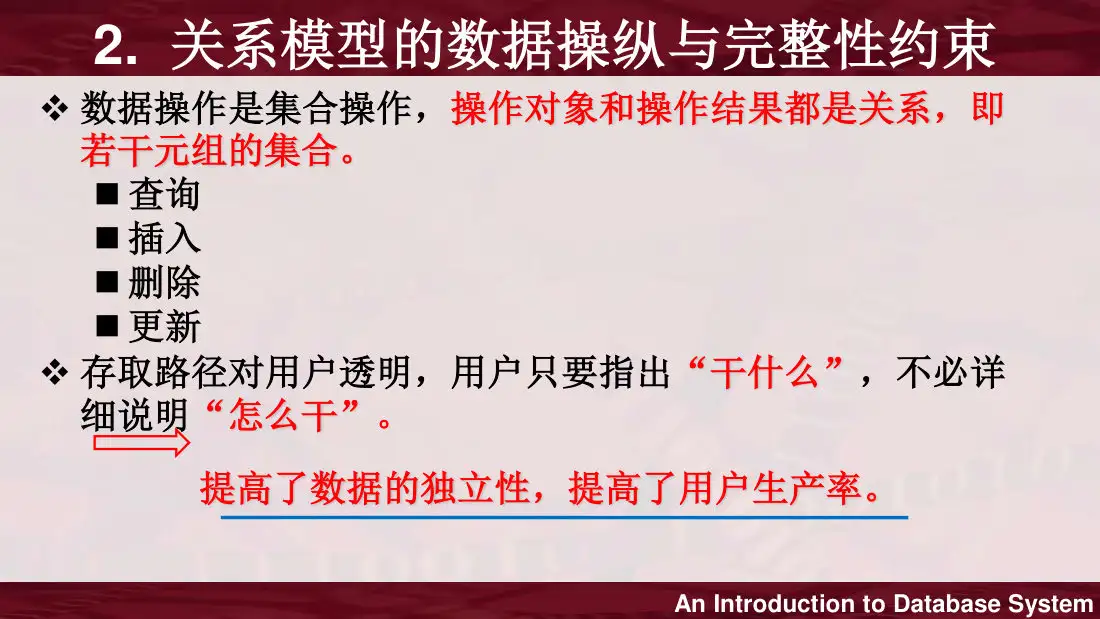 2. 关系模型的数据操纵与完整性约束
❖ 数据操作是集合操作，操作对象和操作结果都是关系，即
若干元组的集合。
■ 查询
■ 插入
■ 删除
■ 更新
❖ 存取路径对用户透明，用户只要指出“干什么”，不必详
细说明“怎么干”。
提高了数据的独立性，提高了用户生产率。
An Introduction to Database System